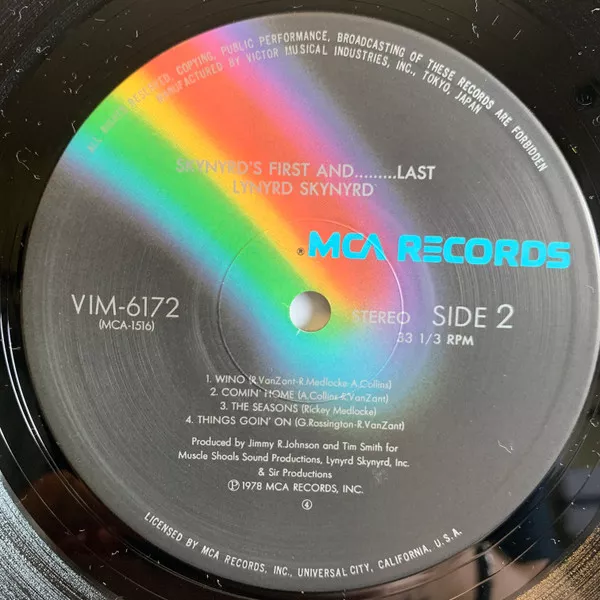 ALL RIGHTS RESERVED. COPYING, PUBLIC PERFORMANCE, BROADCASTING OF THESE RECORDS ARE FORBIDDEN
MANUFACTURED BY VICTOR MUSICAL INDUSTRIES, INC., TOKYO, JAPAN
SKYNYRD'S FIRST AND.........LAST
LYNYRD SKYNYRD
® MCA RECORDS
VIM-6172
(MCA-1516)
STEREO SIDE 2
33 1/3 RPM
1. WINO (R.VanZant-R.Medlocke-A.Collins)
2. COMIN' HOME (A.Collins-R.VanZant)
3. THE SEASONS (Rickey Medlocke)
4. THINGS GOIN' ON (G.Rossington-R.VanZant)
Produced by Jimmy R.Johnson and Tim Smith for
Muscle Shoals Sound Productions, Lynyrd Skynyrd, Inc.
& Sir Productions
Ⓟ1978 MCA RECORDS, INC.
④
LICENSED BY MCA RECORDS, INC., UNIVERSAL CITY, CALIFORNIA, U.S.A.